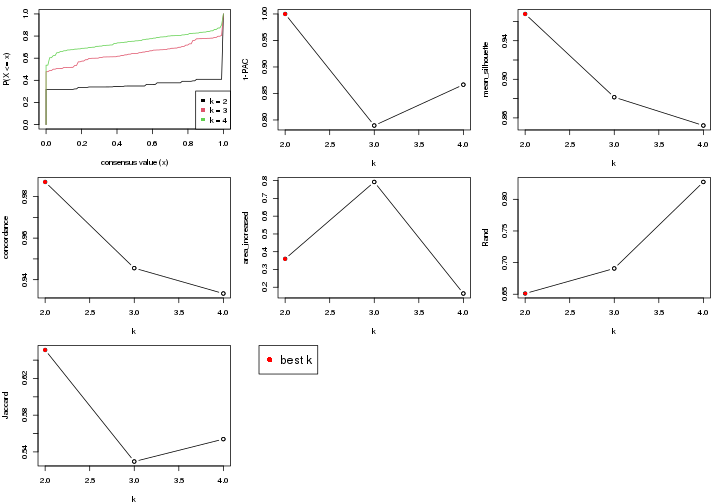 P(X <= x)
0.0 0.2 0.4 0.6 0.8 1.0
k = 2
k = 3
k = 4
0.0 0.2 0.4 0.6 0.8 1.0
consensus value (x)
1-PAC
0.80 0.85 0.90 0.95 1.00
2.0 2.5 3.0 3.5 4.0
k
mean_silhouette
0.86 0.90 0.94
2.0 2.5 3.0 3.5 4.0
k
concordance
0.94 0.96 0.98
2.0 2.5 3.0 3.5 4.0
k
area_increased
0.2 0.3 0.4 0.5 0.6 0.7 0.8
2.0 2.5 3.0 3.5 4.0
k
Rand
0.65 0.70 0.75 0.80
2.0 2.5 3.0 3.5 4.0
k
Jaccard
0.54 0.58 0.62
2.0 2.5 3.0 3.5 4.0
k
best k